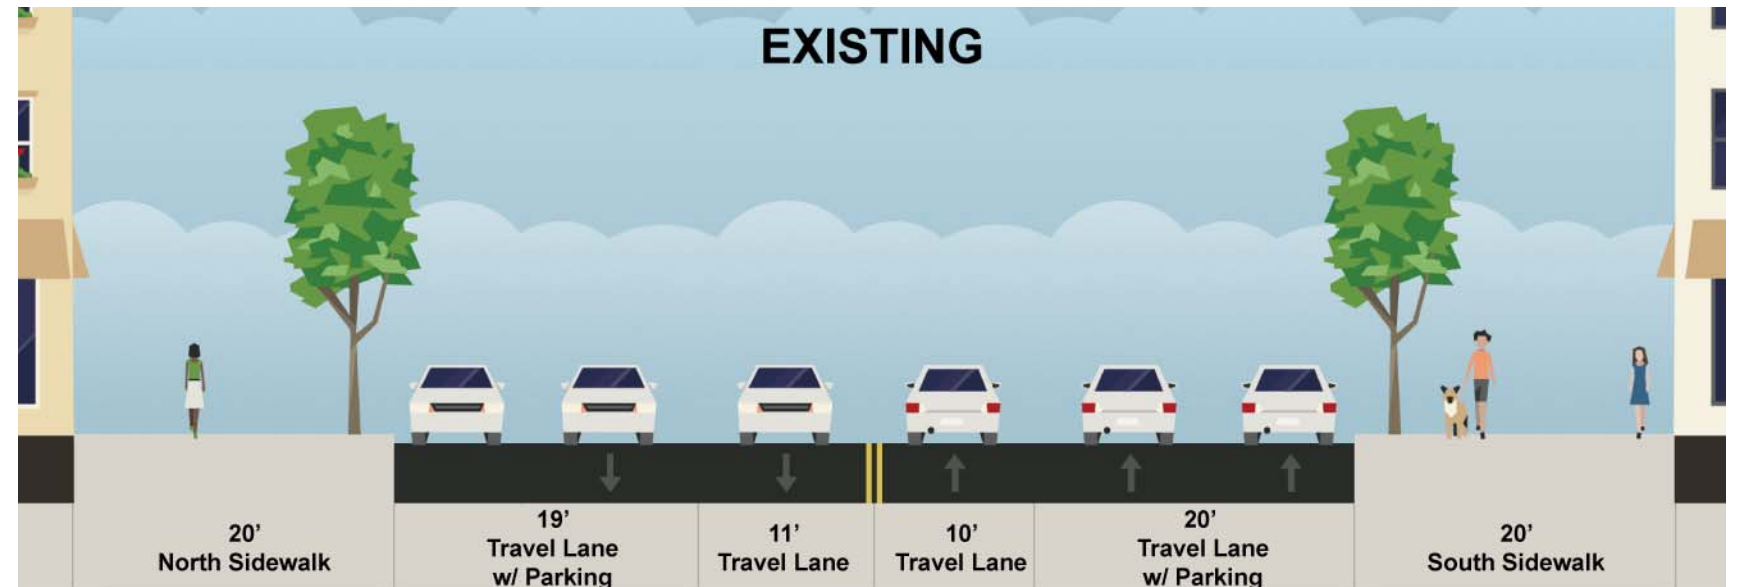 EXISTING
20’
North Sidewalk
19’
Travel Lane
w/ Parking
11’
Travel Lane
10’
Travel Lane
20’
Travel Lane
w/ Parking
20’
South Sidewalk